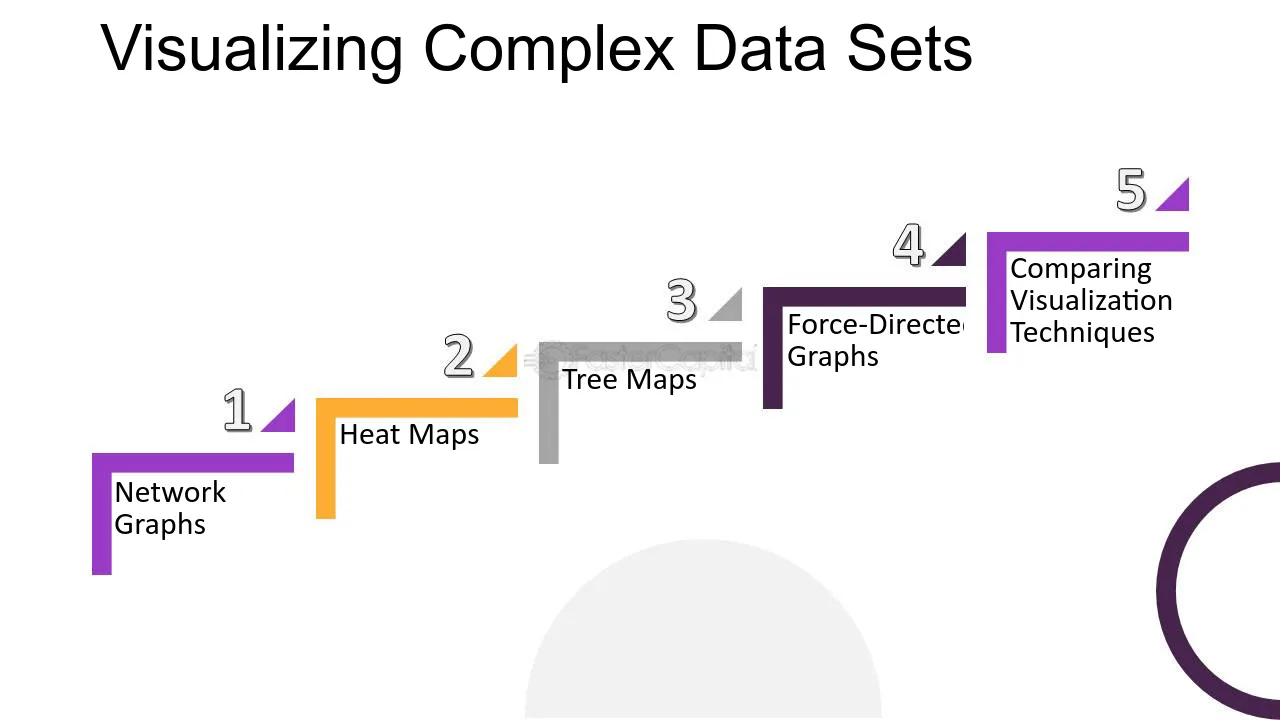 Visualizing Complex Data Sets
1
Network
Graphs
2
Heat Maps
3
Tree Maps
FasterCapital
4
Force-Directe
Graphs
5
Comparing
Visualization
Techniques